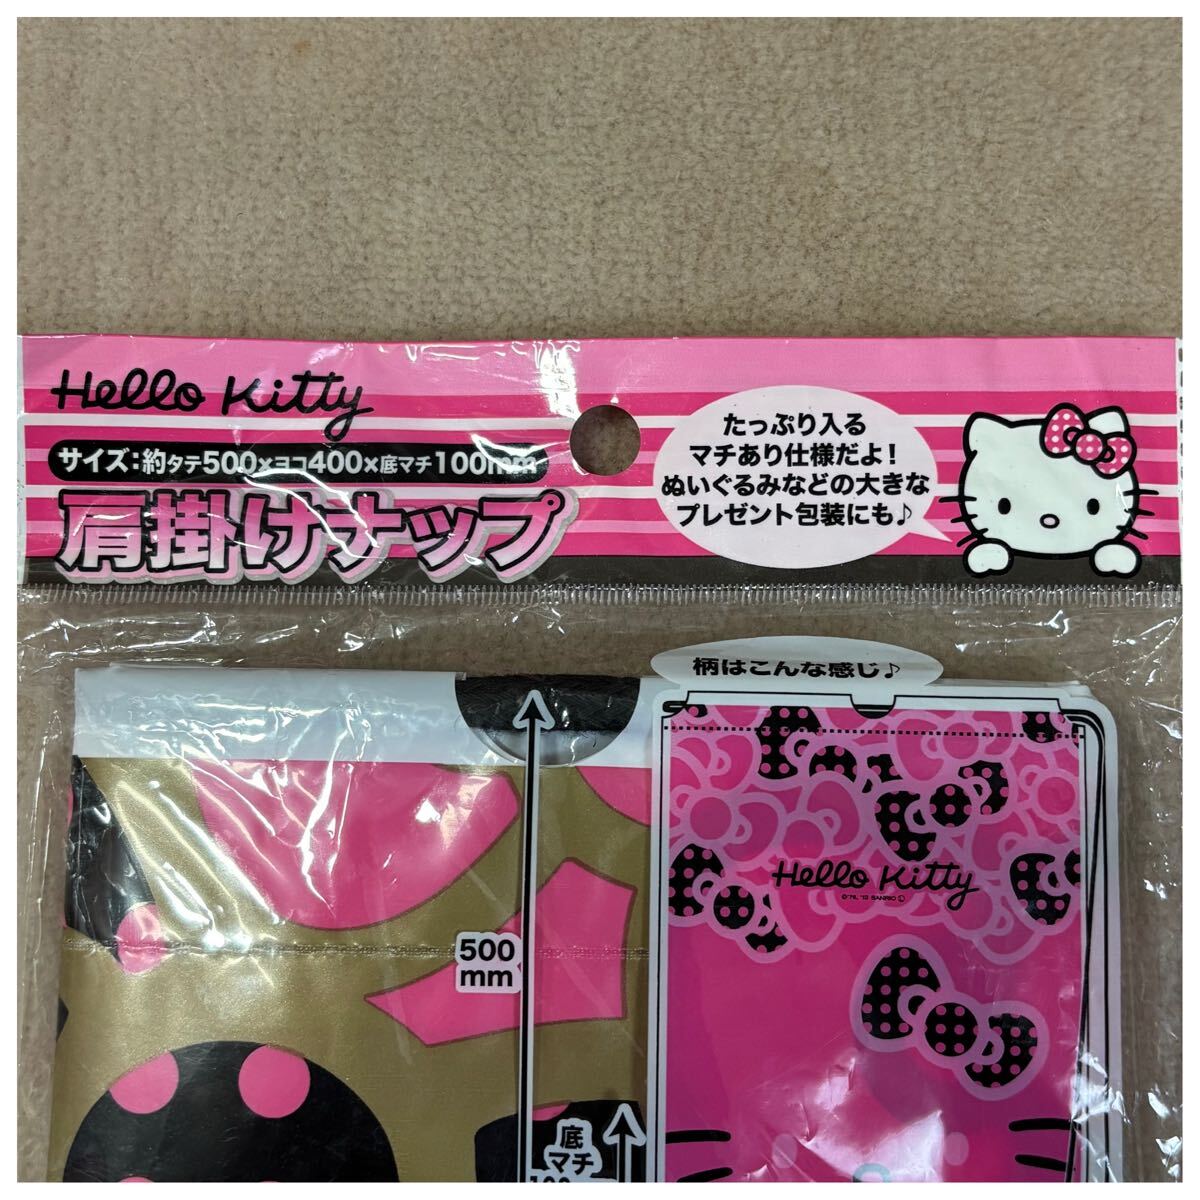 Hello Kitty
サイズ：約タテ500×ヨコ400×底マチ100mm
肩掛けナップ
たっぷり入る
マチあり仕様だよ！
ぬいぐるみなどの大きな
プレゼント包装にも♪
柄はこんな感じ♪
Hello Kitty
500
mm
底
マチ